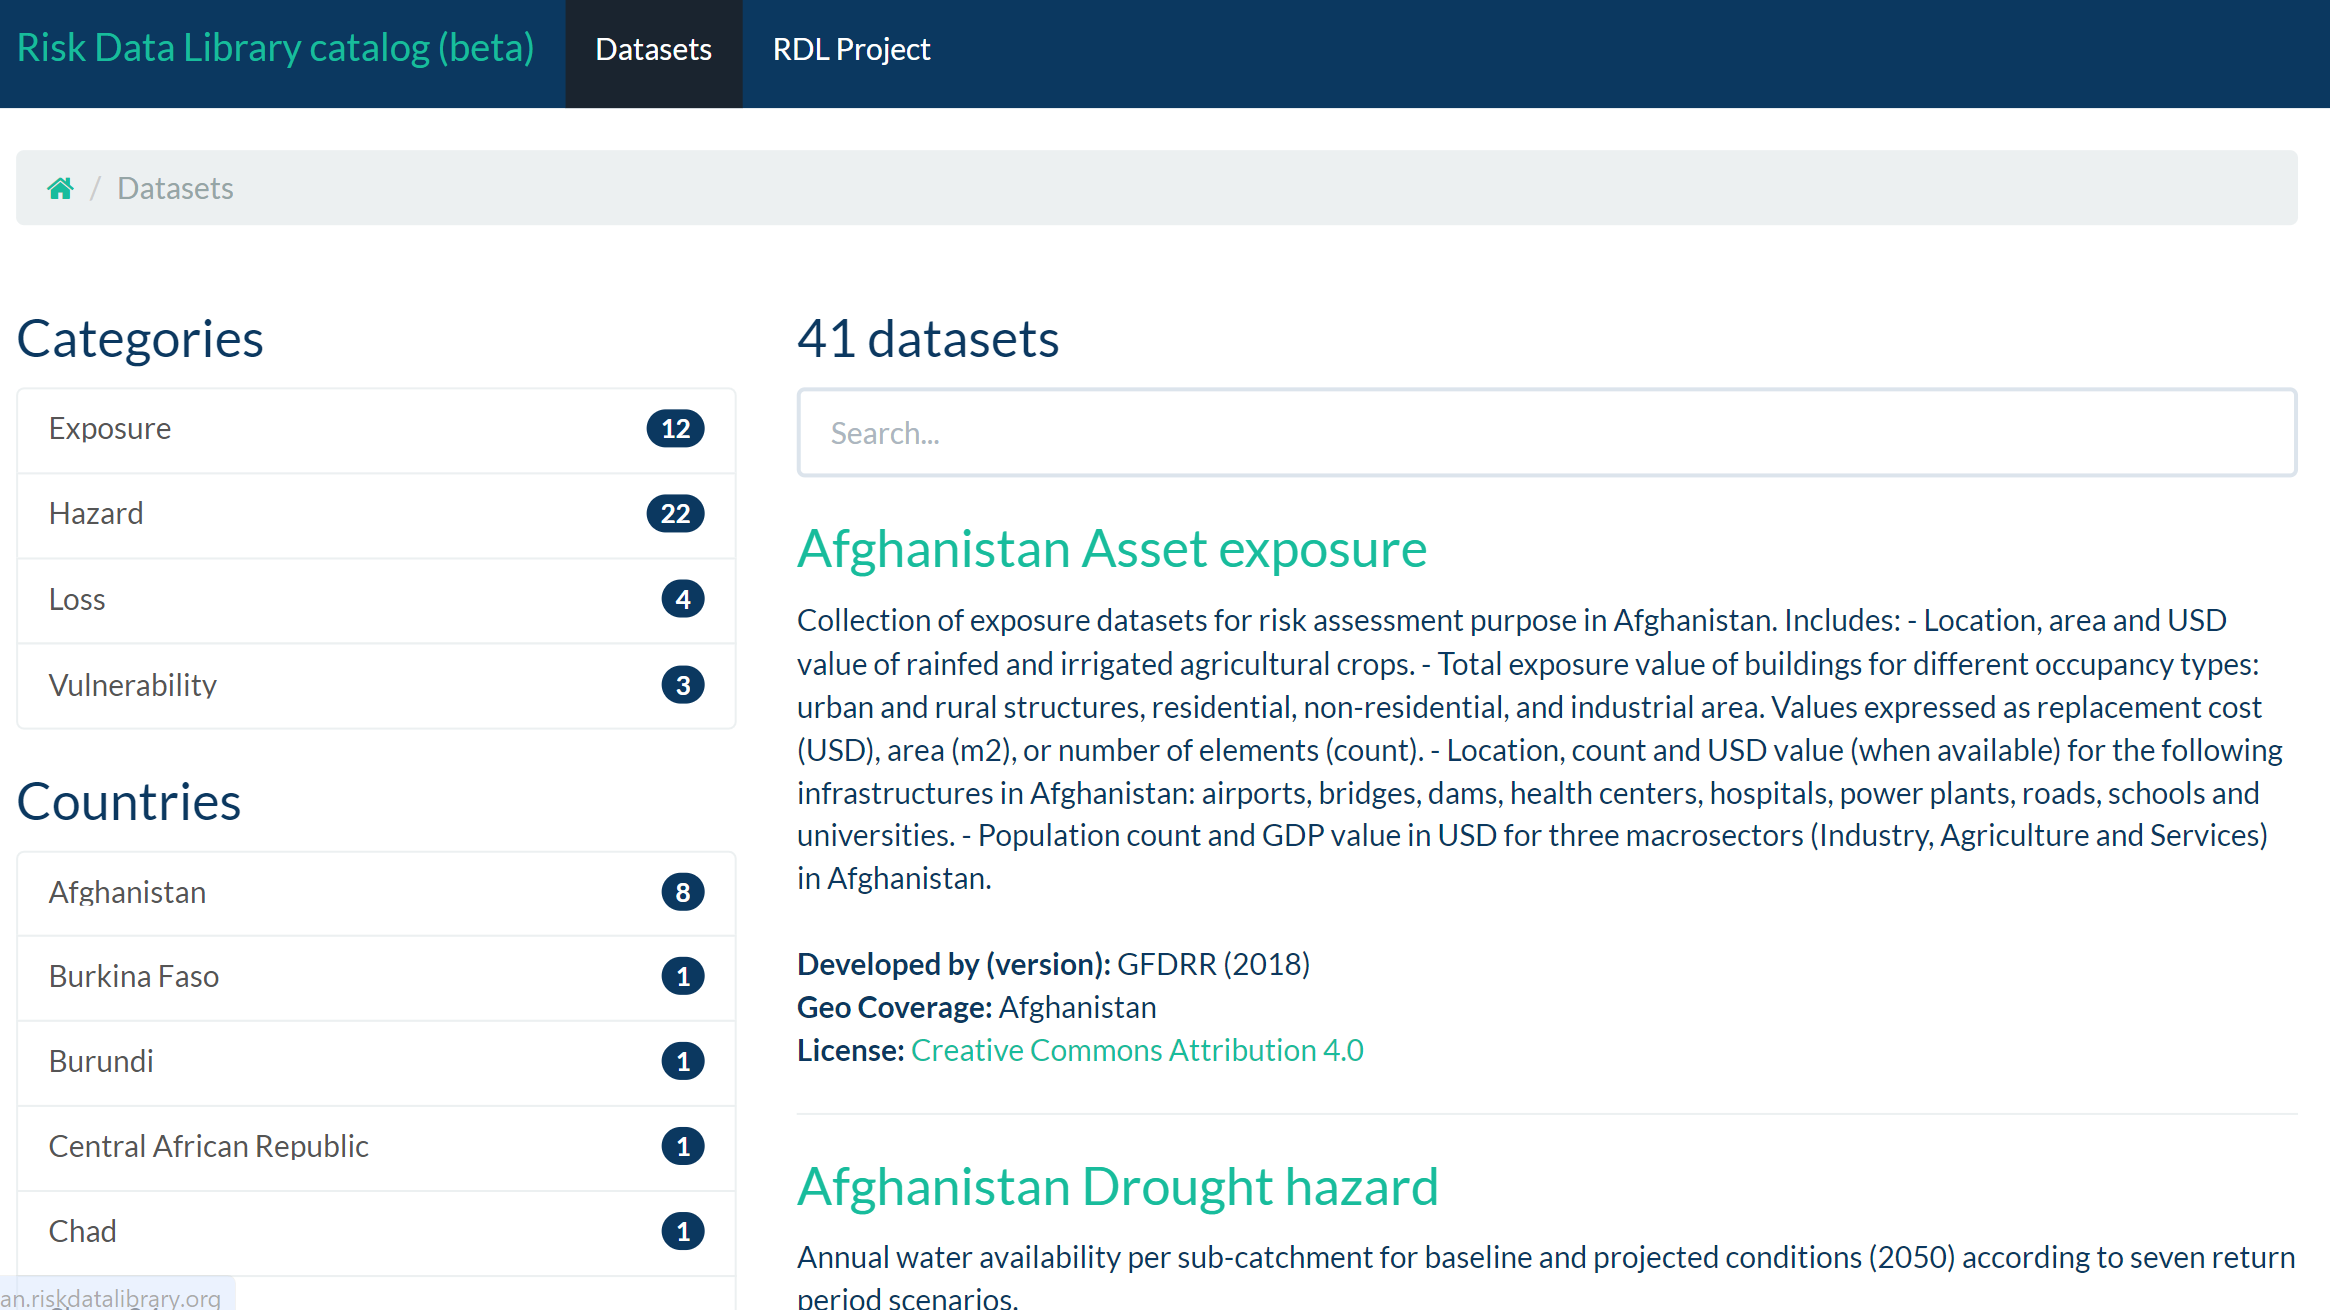 Risk Data Library catalog (beta)
Datasets
RDL Project
/ Datasets
Categories
Exposure 12
Hazard 22
Loss 4
Vulnerability 3
Countries
Afghanistan 8
Burkina Faso 1
Burundi 1
Central African Republic 1
Chad 1
an.riskdatalibrary.org
41 datasets
Search...
Afghanistan Asset exposure
Collection of exposure datasets for risk assessment purpose in Afghanistan. Includes: - Location, area and USD
value of rainfed and irrigated agricultural crops. - Total exposure value of buildings for different occupancy types:
urban and rural structures, residential, non-residential, and industrial area. Values expressed as replacement cost
(USD), area (m2), or number of elements (count). - Location, count and USD value (when available) for the following
infrastructures in Afghanistan: airports, bridges, dams, health centers, hospitals, power plants, roads, schools and
universities. - Population count and GDP value in USD for three macrosectors (Industry, Agriculture and Services)
in Afghanistan.
Developed by (version): GFDRR (2018)
Geo Coverage: Afghanistan
License: Creative Commons Attribution 4.0
Afghanistan Drought hazard
Annual water availability per sub-catchment for baseline and projected conditions (2050) according to seven return
period scenarios.